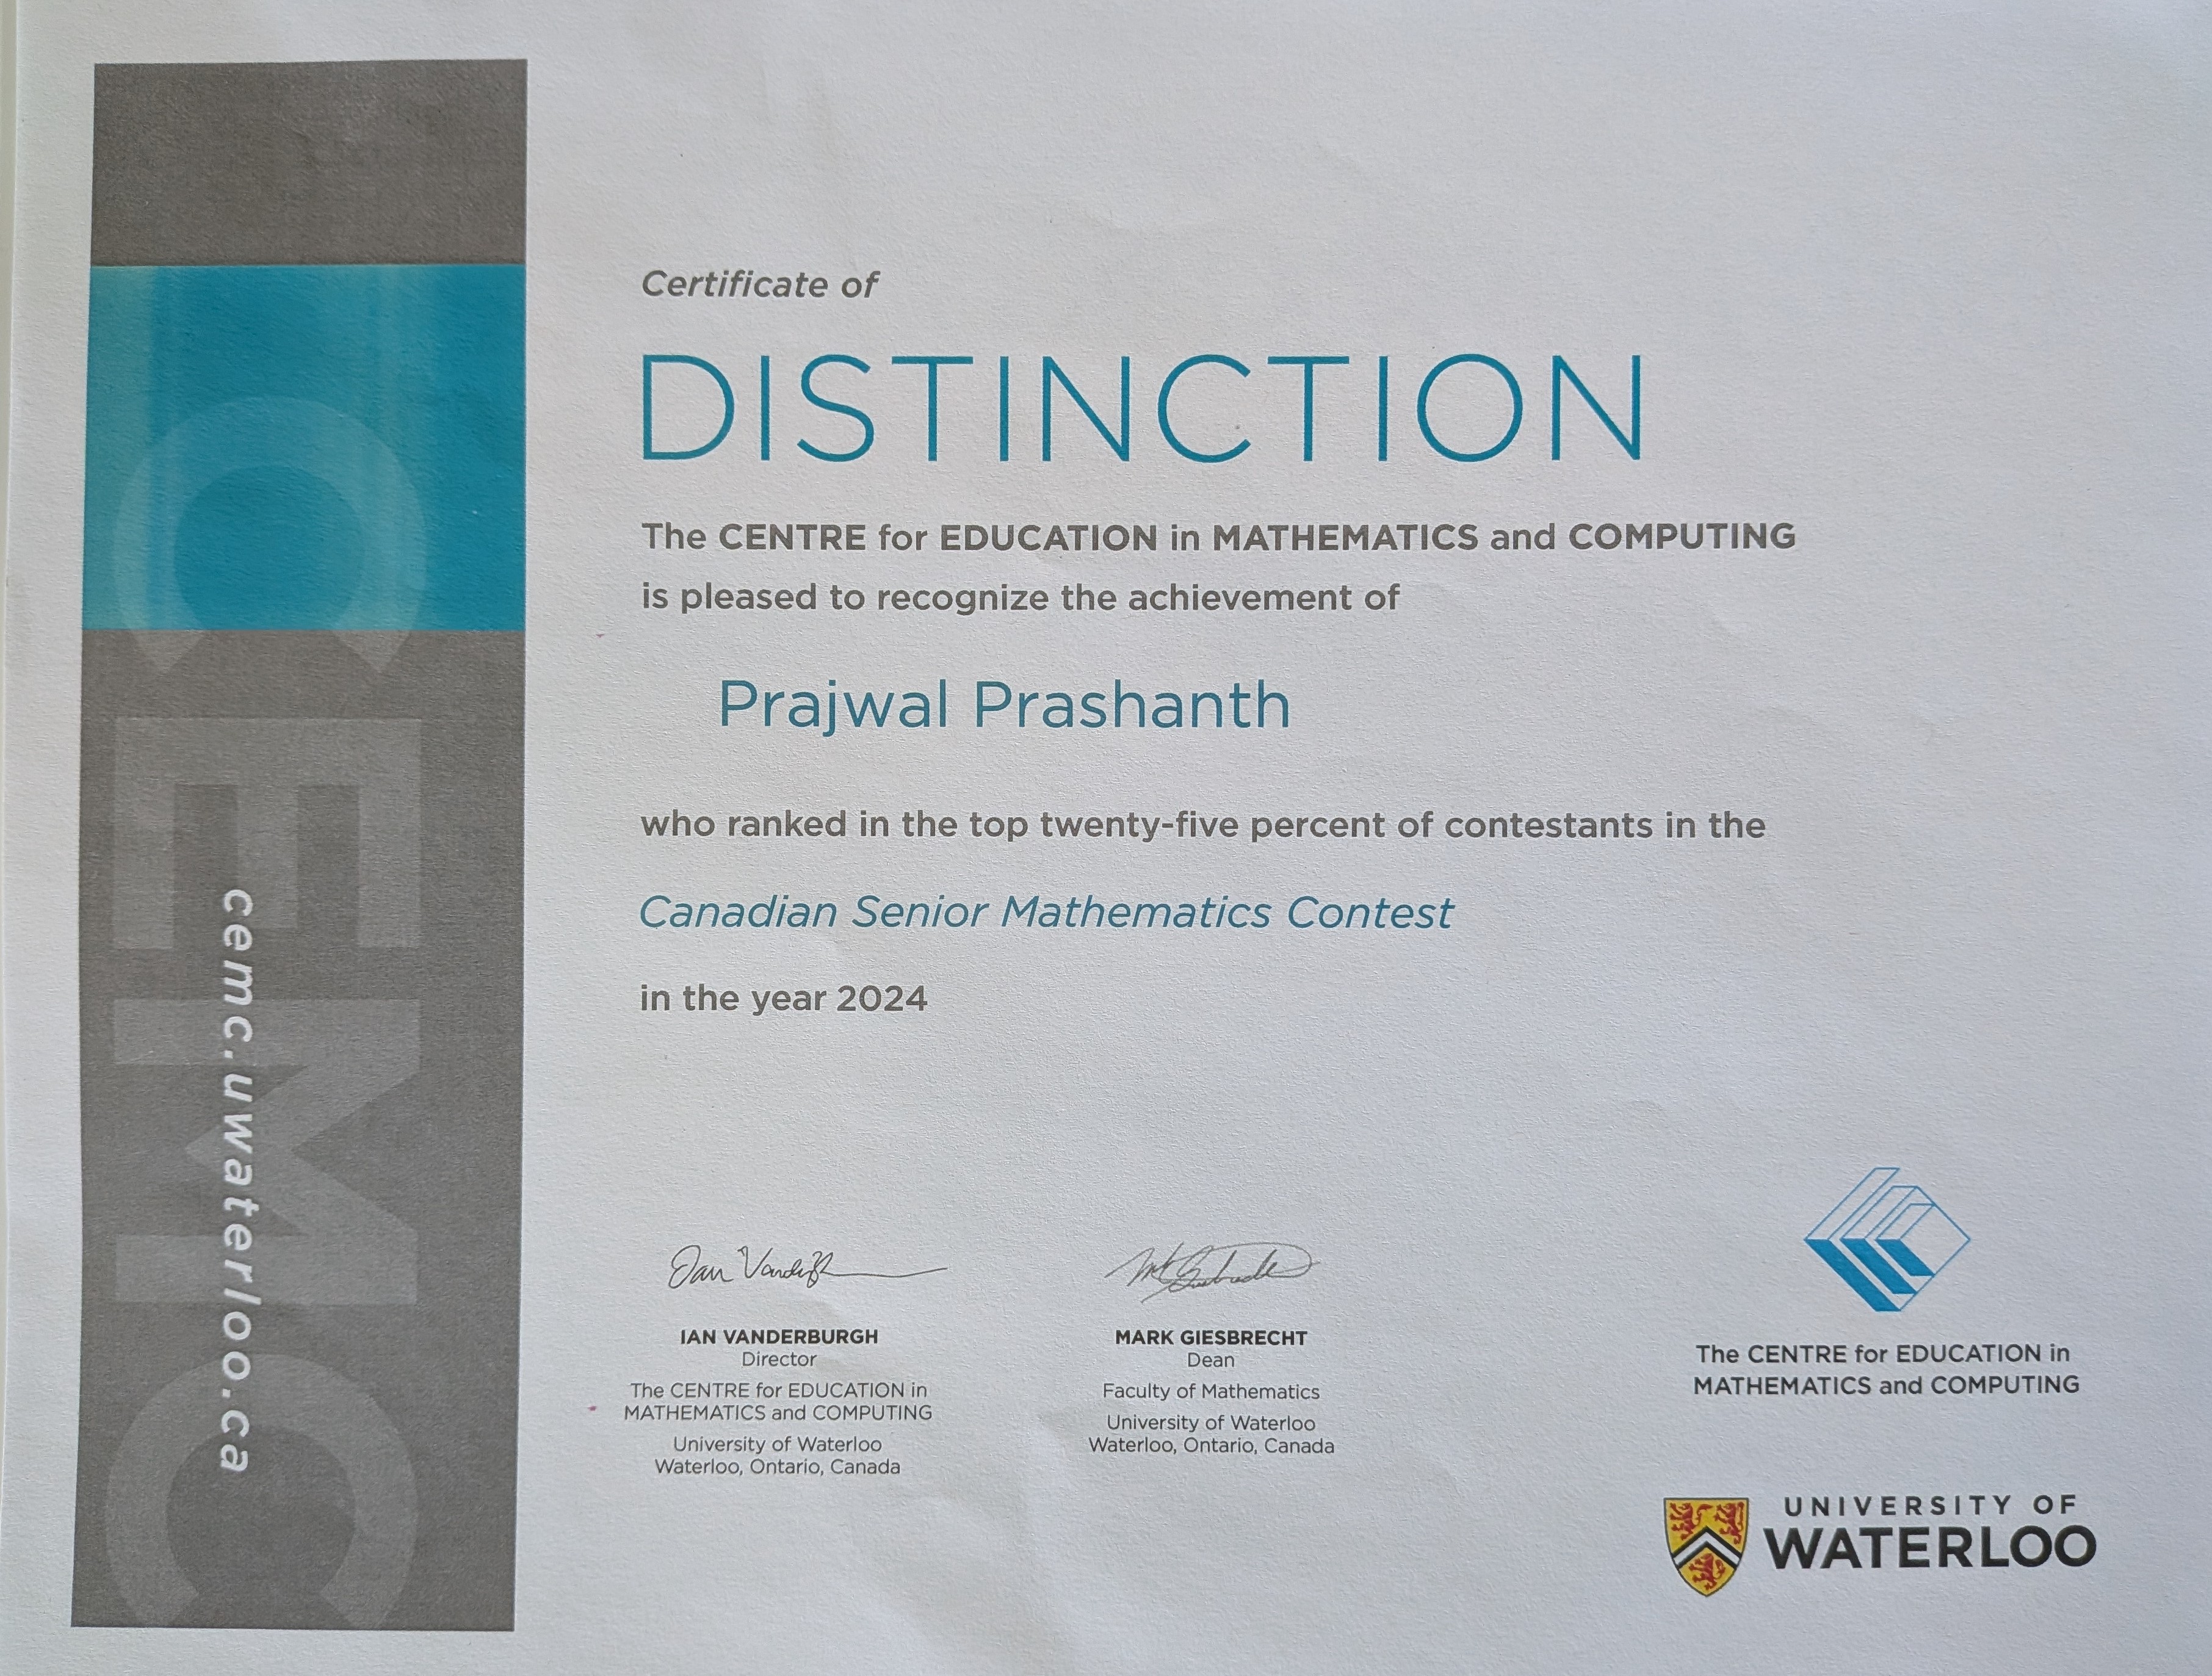 CEMC
cemc.uwaterloo.ca
Certificate of
DISTINCTION
The CENTRE for EDUCATION in MATHEMATICS and COMPUTING
is pleased to recognize the achievement of
Prajwal Prashanth
who ranked in the top twenty-five percent of contestants in the
Canadian Senior Mathematics Contest
in the year 2024
IAN VANDERBURGH
Director
The CENTRE for EDUCATION in
MATHEMATICS and COMPUTING
University of Waterloo
Waterloo, Ontario, Canada
MARK GIESBRECHT
Dean
Faculty of Mathematics
University of Waterloo
Waterloo, Ontario, Canada
The CENTRE for EDUCATION in
MATHEMATICS and COMPUTING
UNIVERSITY OF
WATERLOO